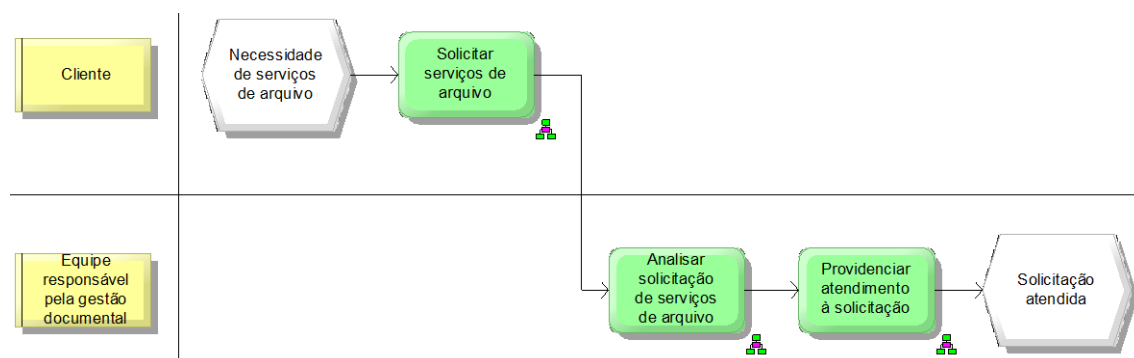 Cliente
Necessidade
de serviços
de arquivo
Solicitar
serviços de
arquivo
Equipe
responsável
pela gestão
documental
Analisar
solicitação
de serviços
de arquivo
Providenciar
atendimento
à solicitação
Solicitação
atendida